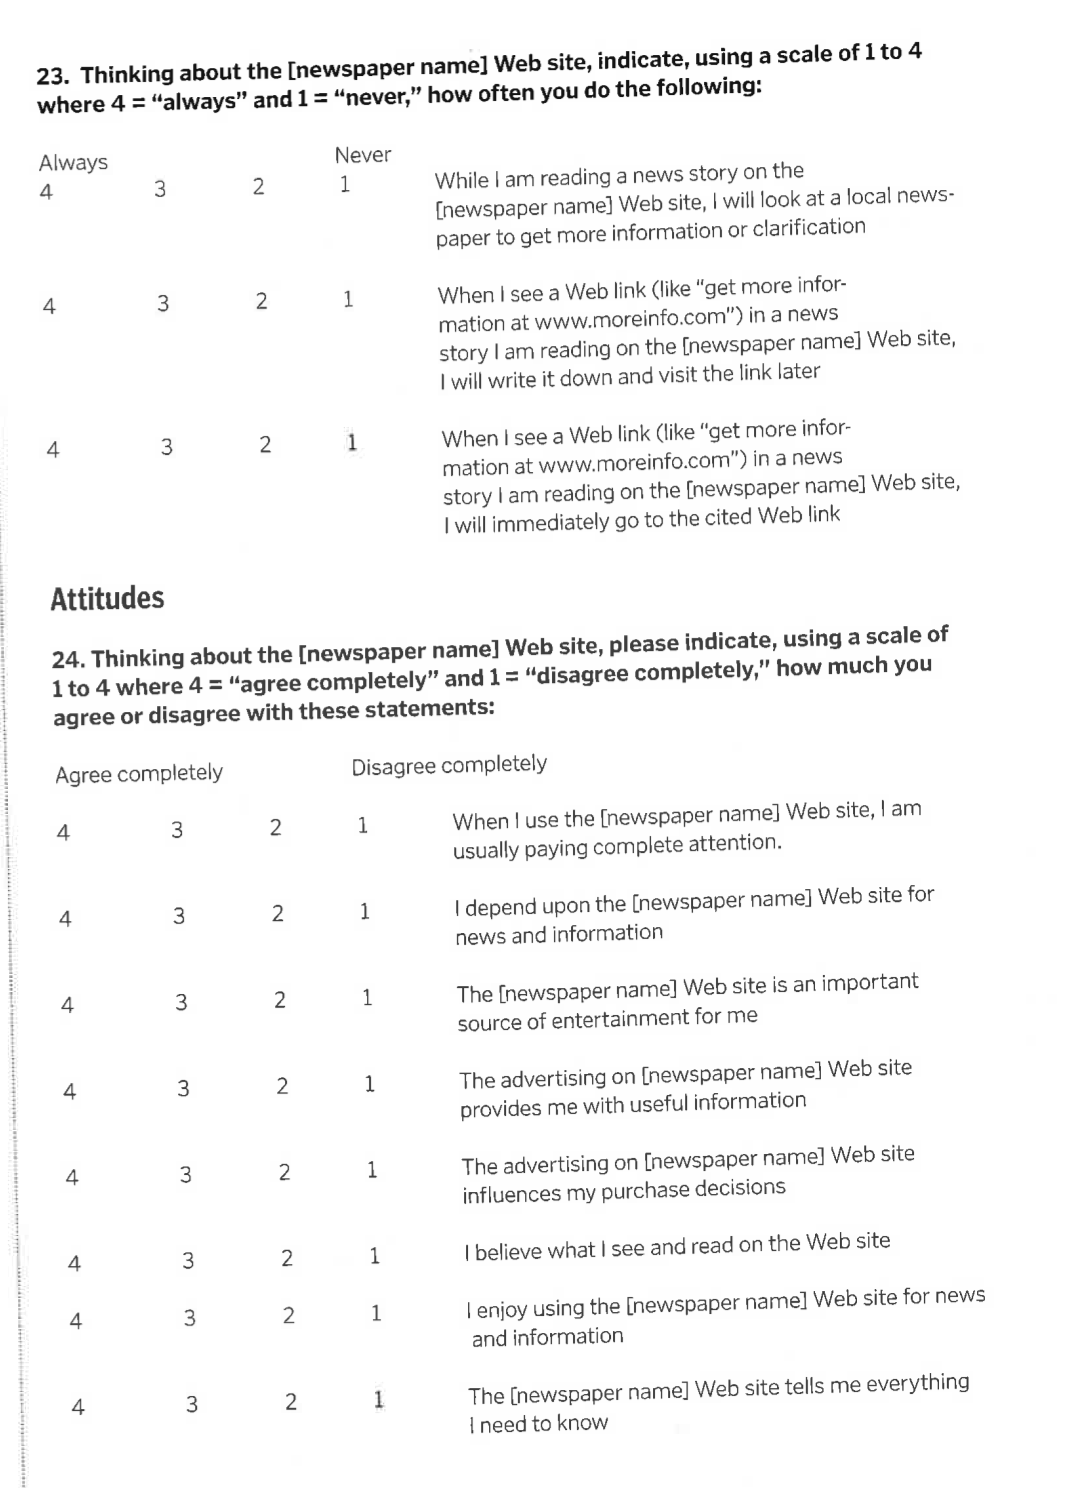 23. Thinking about the [newspaper name] Web site, indicate, using a scale of 1 to 4
where 4 = “always” and 1 = “never,” how often you do the following:
Always Never
4 3 2 1 While I am reading a news story on the
[newspaper name] Web site, I will look at a local news-
paper to get more information or clarification
4 3 2 1 When I see a Web link (like “get more infor-
mation at www.moreinfo.com”) in a news
story I am reading on the [newspaper name] Web site,
I will write it down and visit the link later
4 3 2 1 When I see a Web link (like “get more infor-
mation at www.moreinfo.com”) in a news
story I am reading on the [newspaper name] Web site,
I will immediately go to the cited Web link
Attitudes
24. Thinking about the [newspaper name] Web site, please indicate, using a scale of
1 to 4 where 4 = “agree completely” and 1 = “disagree completely,” how much you
agree or disagree with these statements:
Agree completely Disagree completely
4 3 2 1 When I use the [newspaper name] Web site, I am
usually paying complete attention.
4 3 2 1 I depend upon the [newspaper name] Web site for
news and information
4 3 2 1 The [newspaper name] Web site is an important
source of entertainment for me
4 3 2 1 The advertising on [newspaper name] Web site
provides me with useful information
4 3 2 1 The advertising on [newspaper name] Web site
influences my purchase decisions
4 3 2 1 I believe what I see and read on the Web site
4 3 2 1 I enjoy using the [newspaper name] Web site for news
and information
4 3 2 1 The [newspaper name] Web site tells me everything
I need to know